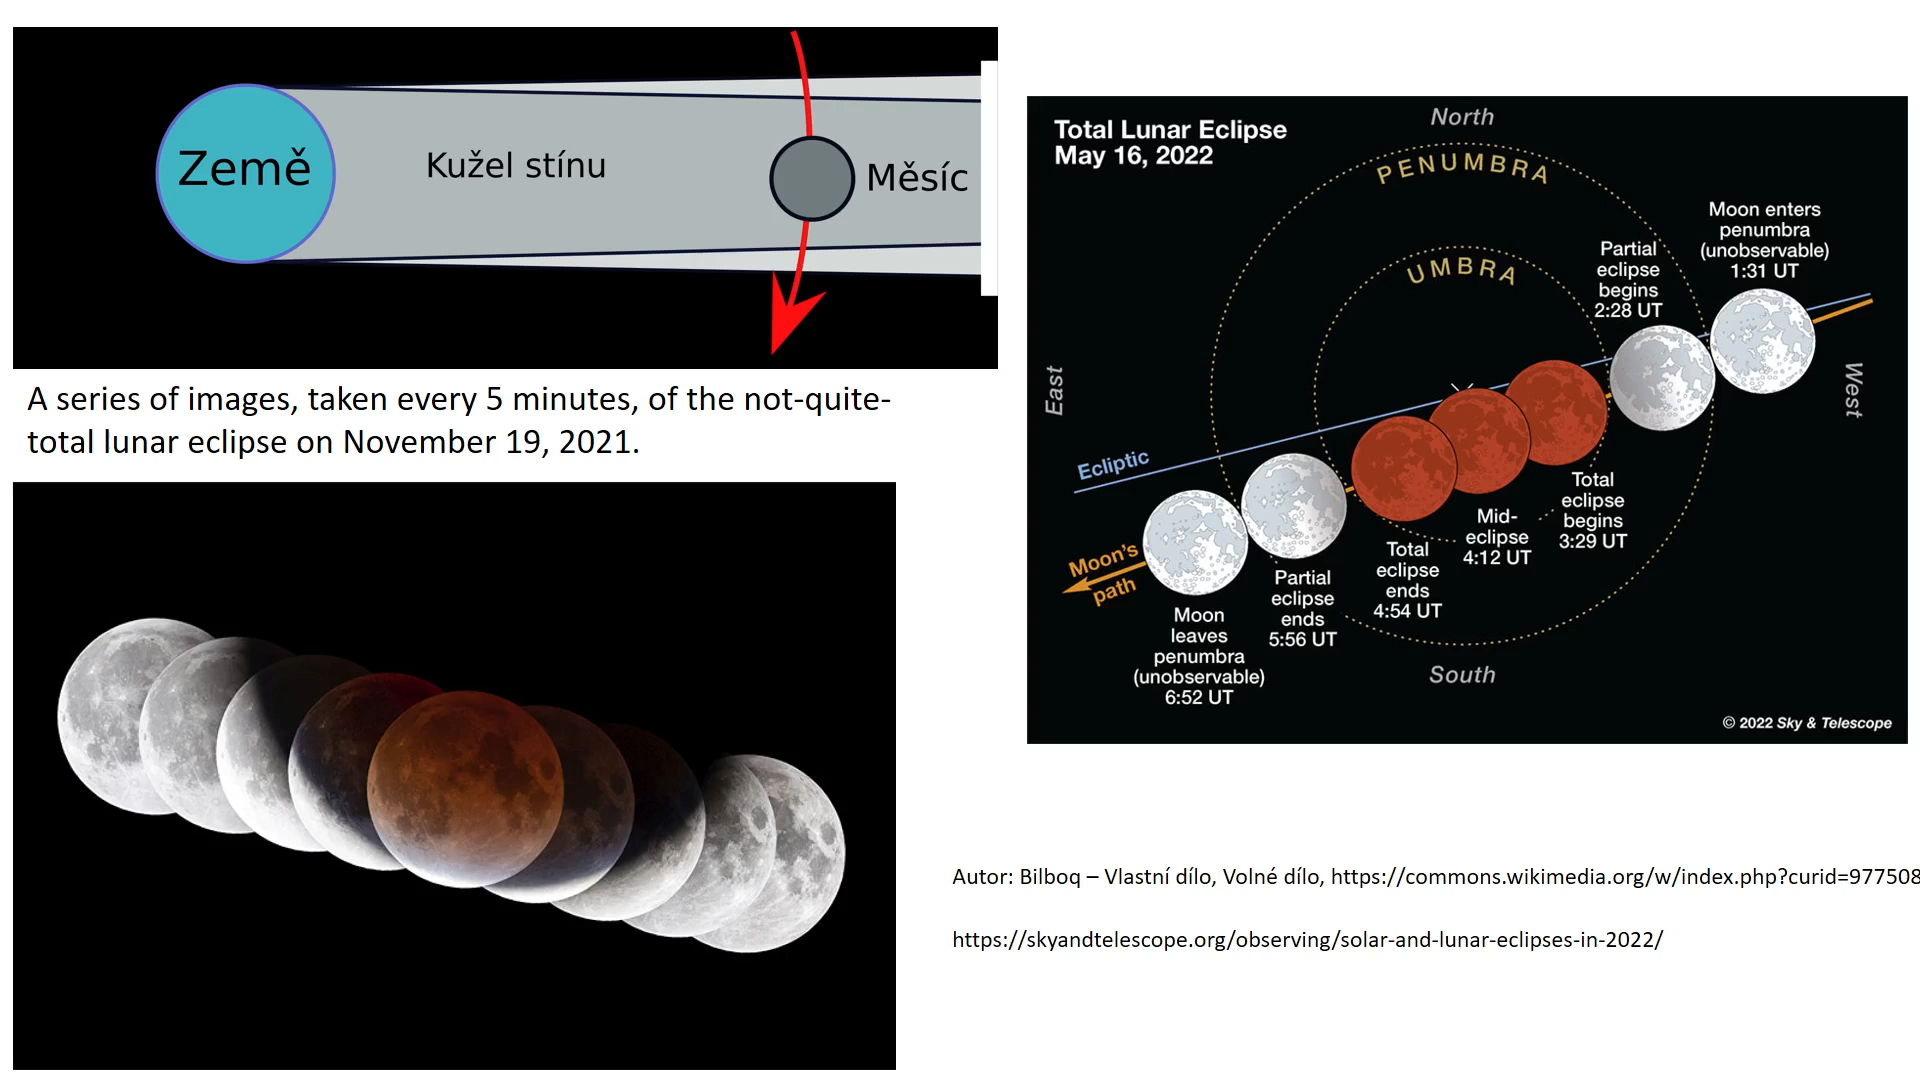 Země
Kužel stínu
Měsíc
A series of images, taken every 5 minutes, of the not-quite-
total lunar eclipse on November 19, 2021.
Total Lunar Eclipse
May 16, 2022
North
PENUMBRA
UMBRA
Moon enters
penumbra
(unobservable)
1:31 UT
Partial
eclipse
begins
2:28 UT
East
West
Ecliptic
Total
eclipse
begins
3:29 UT
Mid-
eclipse
4:12 UT
Total
eclipse
ends
4:54 UT
Partial
eclipse
ends
5:56 UT
Moon's
path
Moon
leaves
penumbra
(unobservable)
6:52 UT
South
© 2022 Sky & Telescope
Autor: Bilboq – Vlastní dílo, Volné dílo, https://commons.wikimedia.org/w/index.php?curid=977508
https://skyandtelescope.org/observing/solar-and-lunar-eclipses-in-2022/